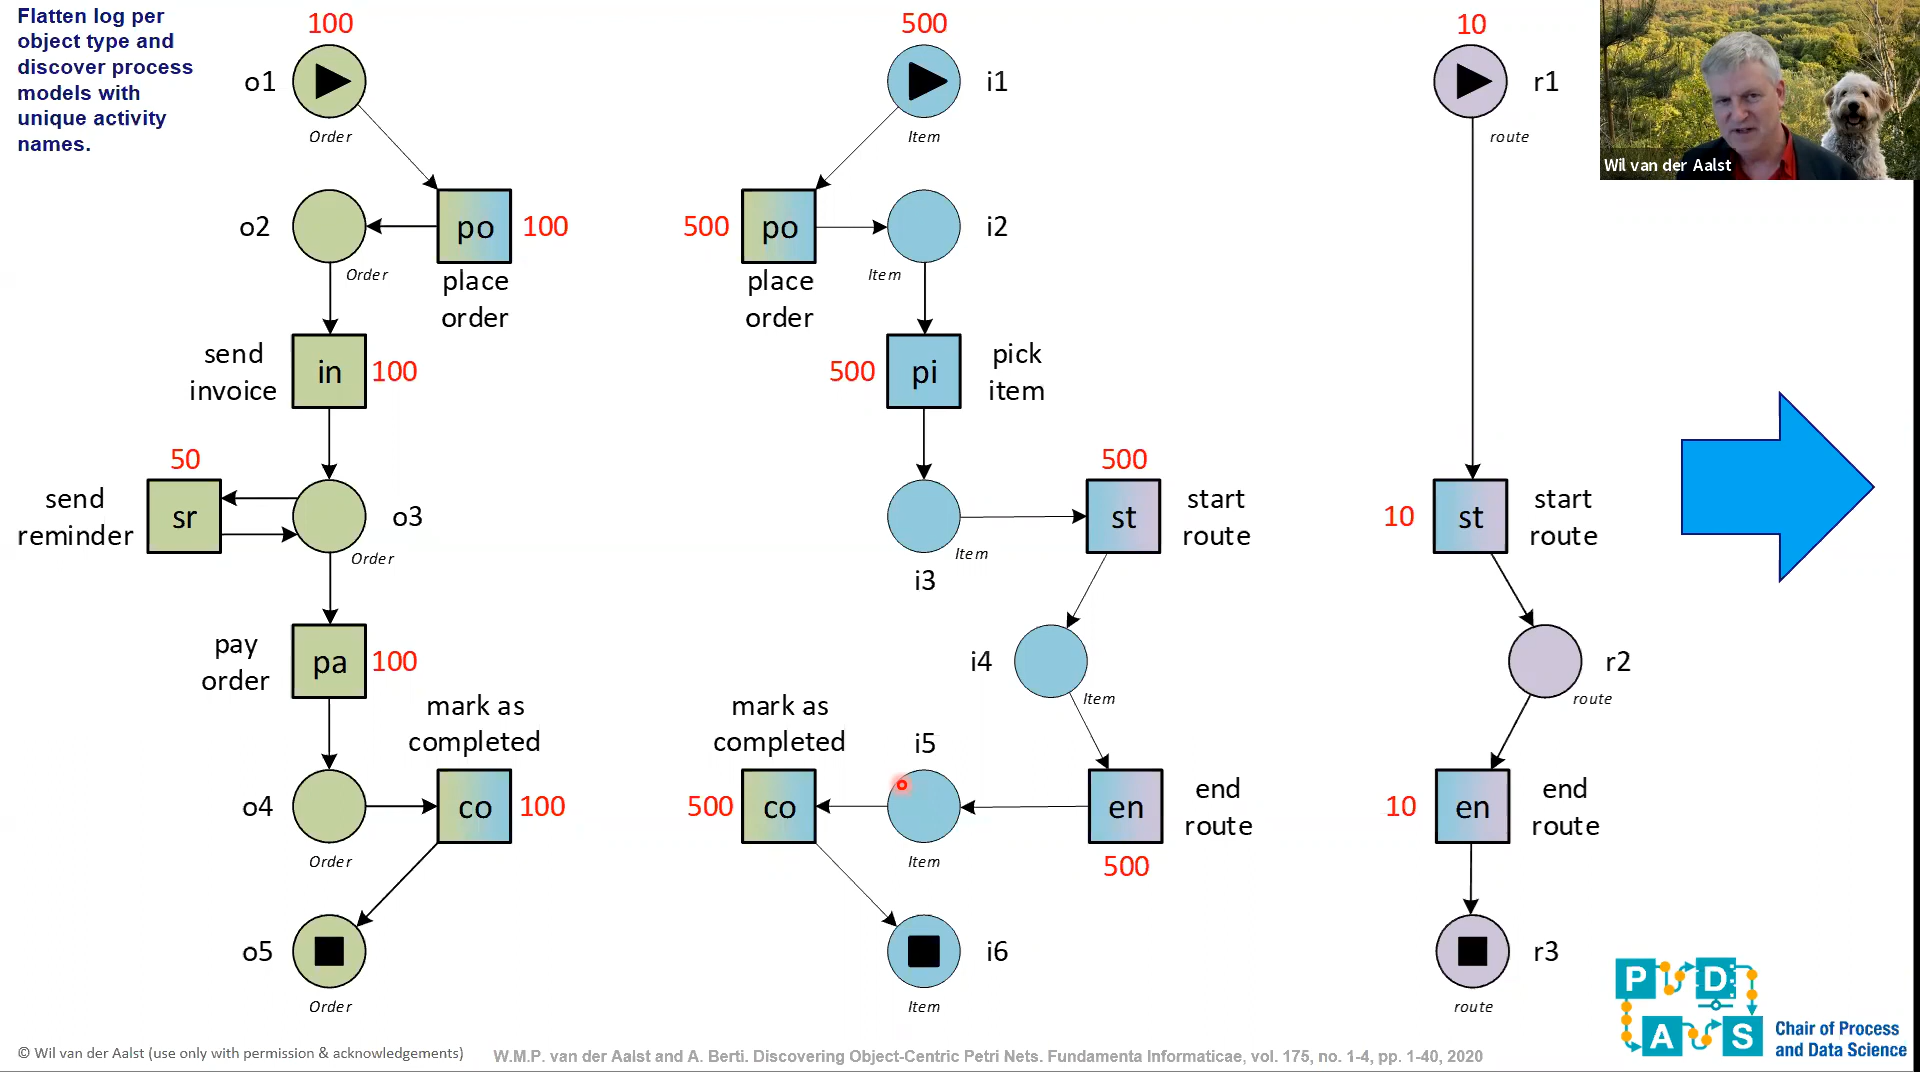 Flatten log per
object type and
discover process
models with
unique activity
names.
100
o1
Order
o2
Order
po
100
place
order
send
invoice
in
100
50
send
reminder
sr
o3
Order
pay
order
pa
100
mark as
completed
o4
Order
co
100
o5
Order
500
i1
Item
500
po
place
order
i2
Item
500
pi
pick
item
i3
Item
500
st
start
route
i4
Item
mark as
completed
i5
500
co
Item
en
end
route
500
i6
Item
10
r1
route
10
st
start
route
r2
route
10
en
end
route
r3
route
Wil van der Aalst
P D
A S
Chair of Process
and Data Science
© Wil van der Aalst (use only with permission & acknowledgements)
W.M.P. van der Aalst and A. Berti. Discovering Object-Centric Petri Nets. Fundamenta Informaticae, vol. 175, no. 1-4, pp. 1-40, 2020